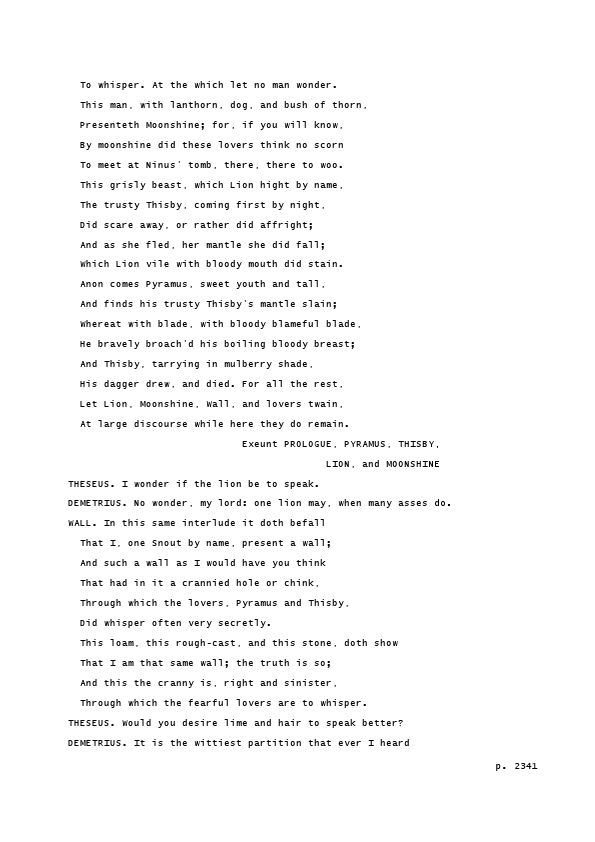 To whisper. At the which let no man wonder.
This man, with lanthorn, dog, and bush of thorn,
Presenteth Moonshine; for, if you will know,
By moonshine did these lovers think no scorn
To meet at Ninus' tomb, there, there to woo.
This grisly beast, which Lion hight by name,
The trusty Thisby, coming first by night,
Did scare away, or rather did affright;
And as she fled, her mantle she did fall;
Which Lion vile with bloody mouth did stain.
Anon comes Pyramus, sweet youth and tall,
And finds his trusty Thisby's mantle slain;
Whereat with blade, with bloody blameful blade,
He bravely broach'd his boiling bloody breast;
And Thisby, tarrying in mulberry shade,
His dagger drew, and died. For all the rest,
Let Lion, Moonshine, Wall, and lovers twain,
At large discourse while here they do remain.
Exeunt PROLOGUE, PYRAMUS, THISBY,
LION, and MOONSHINE
THESEUS. I wonder if the lion be to speak.
DEMETRIUS. No wonder, my lord: one lion may, when many asses do.
WALL. In this same interlude it doth befall
That I, one Snout by name, present a wall;
And such a wall as I would have you think
That had in it a crannied hole or chink,
Through which the lovers, Pyramus and Thisby,
Did whisper often very secretly.
This loam, this rough-cast, and this stone, doth show
That I am that same wall; the truth is so;
And this the cranny is, right and sinister,
Through which the fearful lovers are to whisper.
THESEUS. Would you desire lime and hair to speak better?
DEMETRIUS. It is the wittiest partition that ever I heard
p. 2341